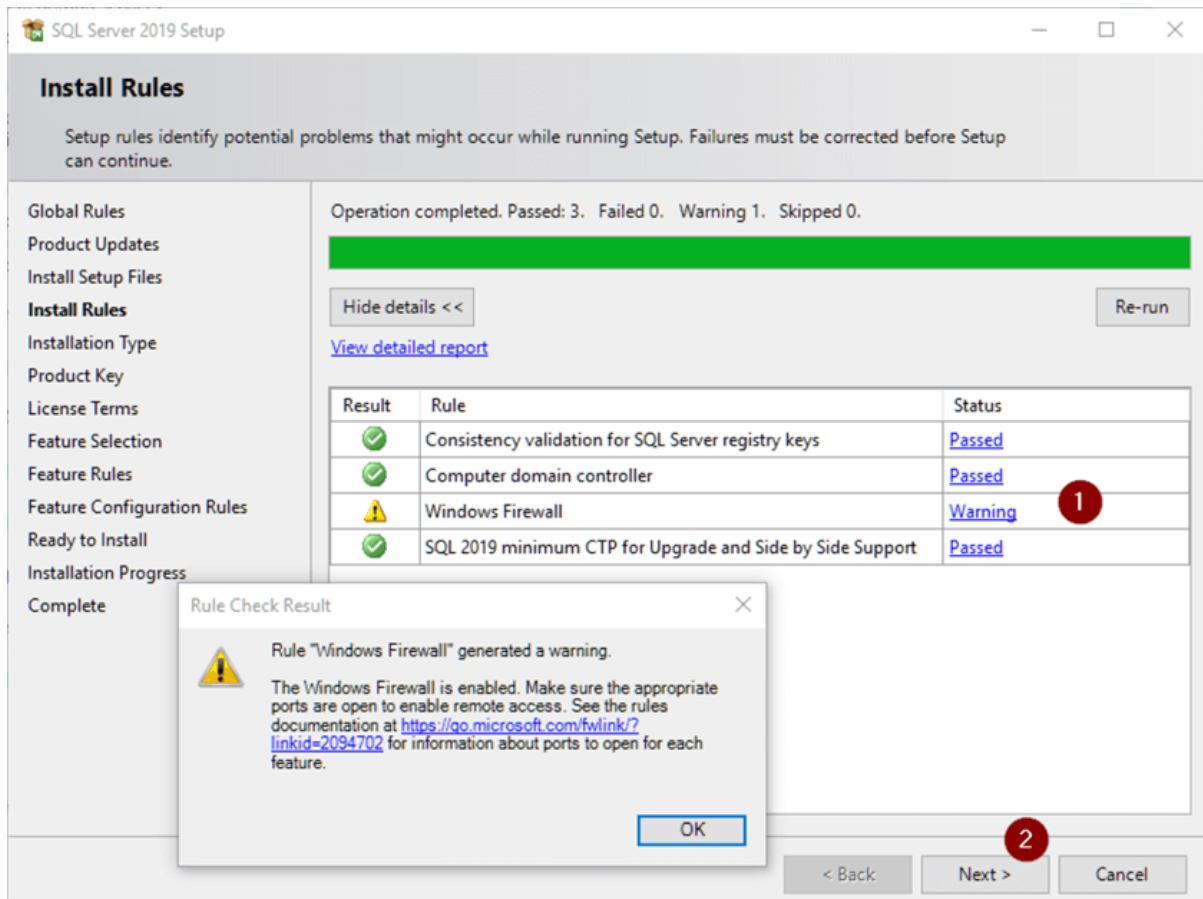 SQL Server 2019 Setup
Install Rules
Setup rules identify potential problems that might occur while running Setup. Failures must be corrected before Setup
can continue.
Global Rules
Product Updates
Install Setup Files
Install Rules
Installation Type
Product Key
License Terms
Feature Selection
Feature Rules
Feature Configuration Rules
Ready to Install
Installation Progress
Complete
Operation completed. Passed: 3. Failed 0. Warning 1. Skipped 0.
Hide details <<
Re-run
View detailed report
Result Rule Status
Consistency validation for SQL Server registry keys Passed
Computer domain controller Passed
Windows Firewall Warning 1
SQL 2019 minimum CTP for Upgrade and Side by Side Support Passed
Rule Check Result
Rule "Windows Firewall" generated a warning.
The Windows Firewall is enabled. Make sure the appropriate
ports are open to enable remote access. See the rules
documentation at https://go.microsoft.com/fwlink/?
linkid=2094702 for information about ports to open for each
feature.
OK
2
< Back Next > Cancel